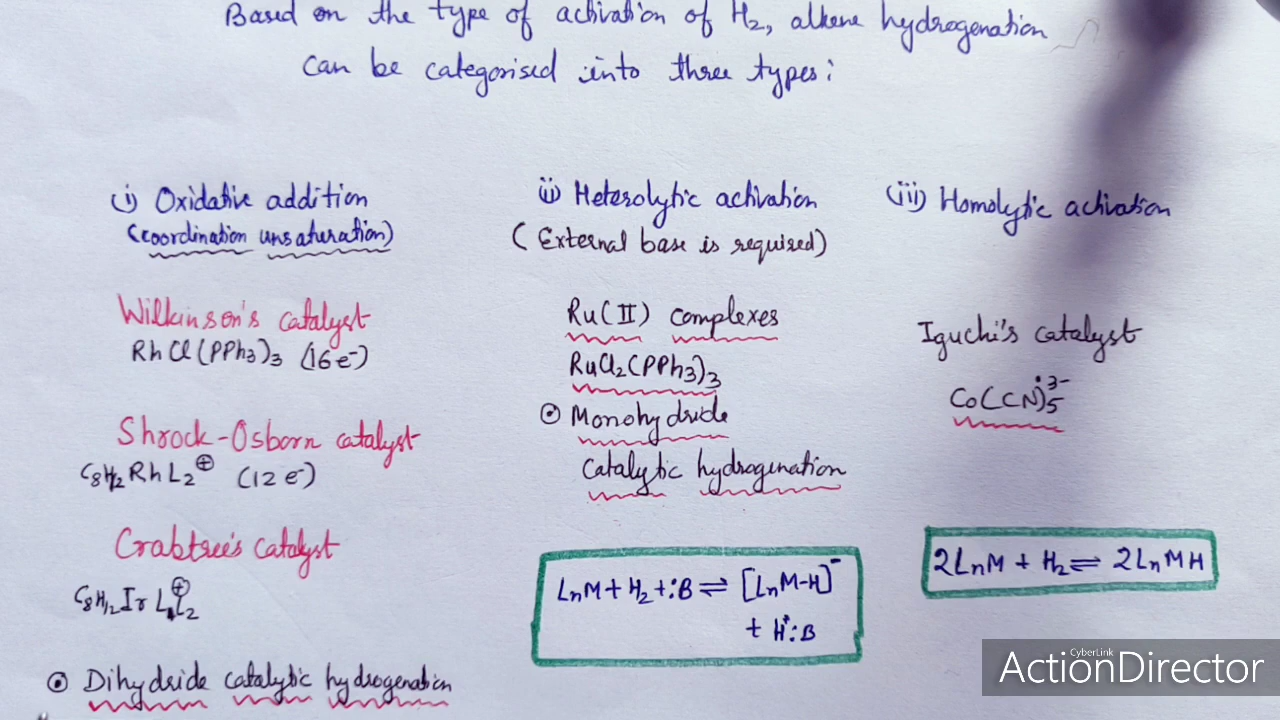 Based on the type of activation of H₂, alkene hydrogenation
can be categorised into three types:
(i) Oxidative addition
(coordination unsaturation)
Wilkinson's catalyst
RhCl(PPh₃)₃ (16e⁻)
Shrock-Osborn catalyst
C₈H₁₂RhL₂⊕ (12 e⁻)
Crabtree's catalyst
C₈H₁₂Ir L₁L₂⊕
⊙ Dihydride catalytic hydrogenation
(ii) Heterolytic activation
(External base is required)
Ru(II) complexes
RuCl₂(PPh₃)₃
⊙ Monohydride
catalytic hydrogenation
LₙM + H₂ + :B ⇌ [LₙM-H]⁻
+ H⁺:B
(iii) Homolytic activation
Iguchi's catalyst
Co(CN)₅•³⁻
2LₙM + H₂ ⇌ 2LₙMH
CyberLink
ActionDirector